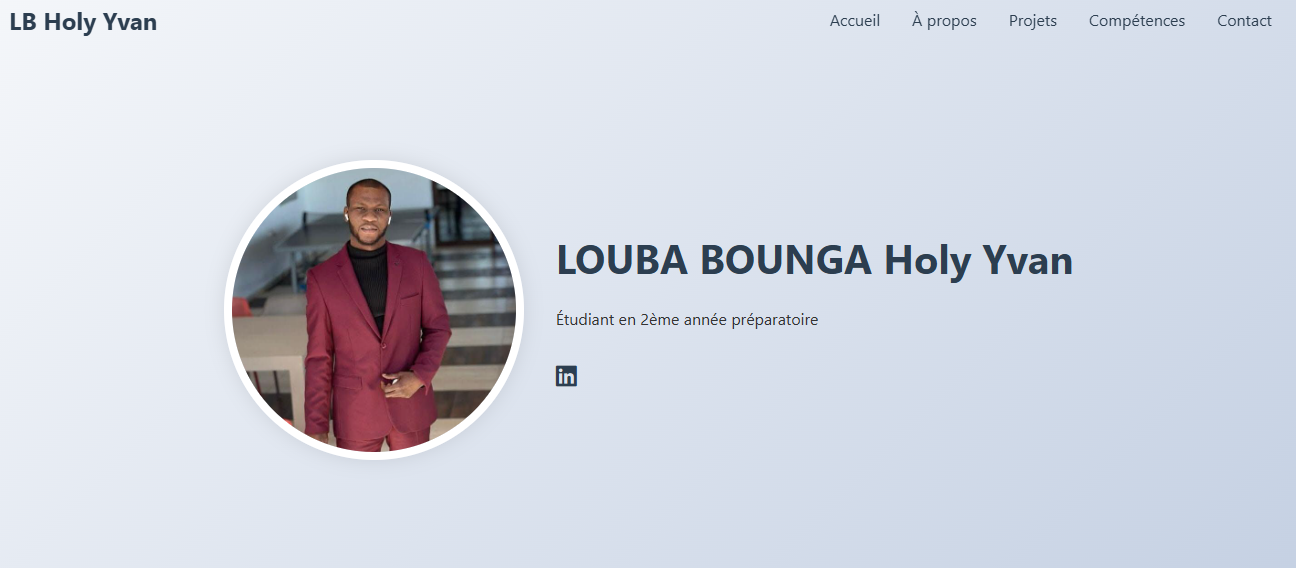 LB Holy Yvan
Accueil À propos Projets Compétences Contact
LOUBA BOUNGA Holy Yvan
Étudiant en 2ème année préparatoire
in